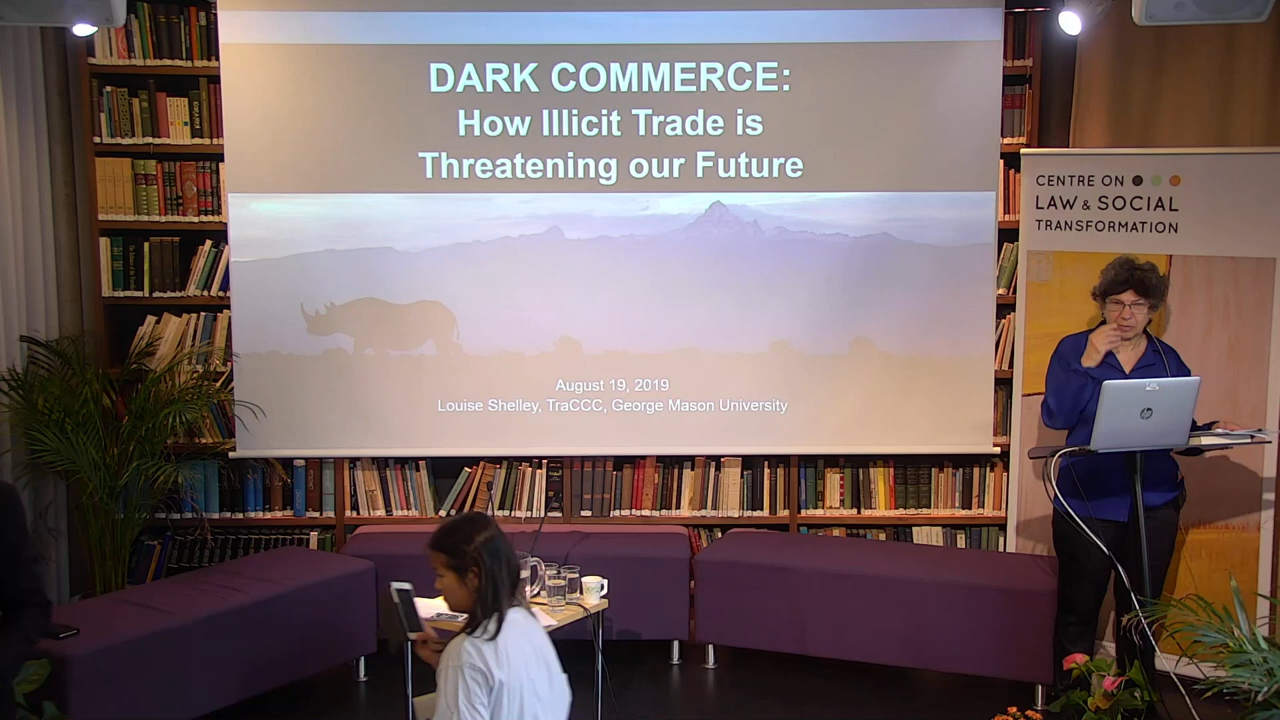 DARK COMMERCE:
How Illicit Trade is
Threatening our Future
August 19, 2019
Louise Shelley, TraCCC, George Mason University
CENTRE ON
LAW & SOCIAL
TRANSFORMATION
hp